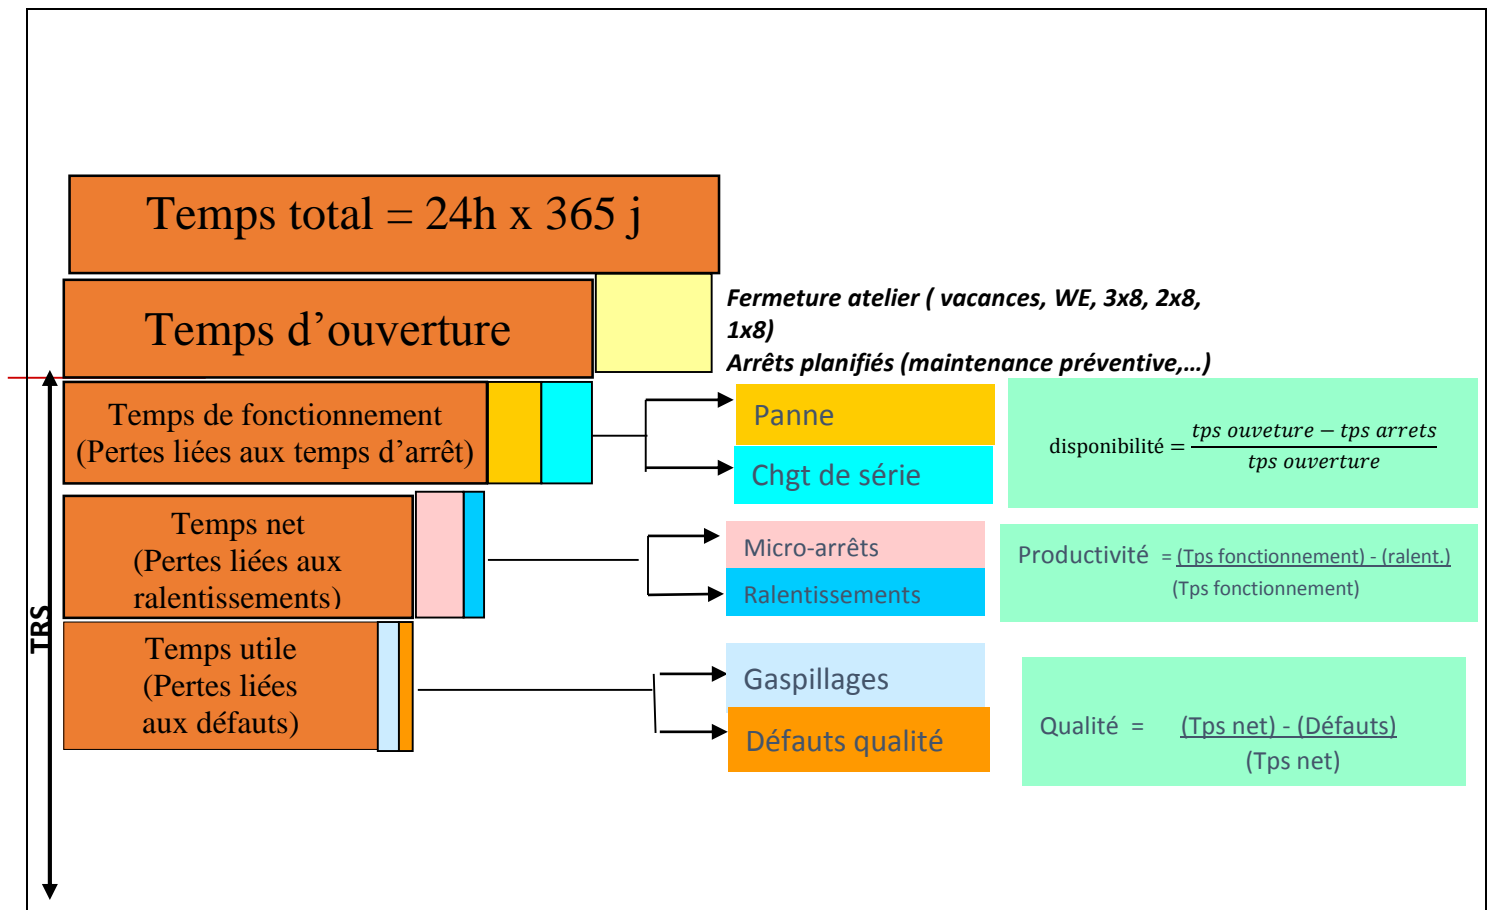 Temps total = 24h x 365 j
Temps d’ouverture
Fermeture atelier ( vacances, WE, 3x8, 2x8,
1x8)
Arrêts planifiés (maintenance préventive,…)
Temps de fonctionnement
(Pertes liées aux temps d’arrêt)
Panne
Chgt de série
disponibilité = tps ouveture − tps arrets
tps ouverture
Temps net
(Pertes liées aux
ralentissements)
Micro-arrêts
Ralentissements
Productivité = (Tps fonctionnement) - (ralent.)
(Tps fonctionnement)
TRS
Temps utile
(Pertes liées
aux défauts)
Gaspillages
Défauts qualité
Qualité = (Tps net) - (Défauts)
(Tps net)